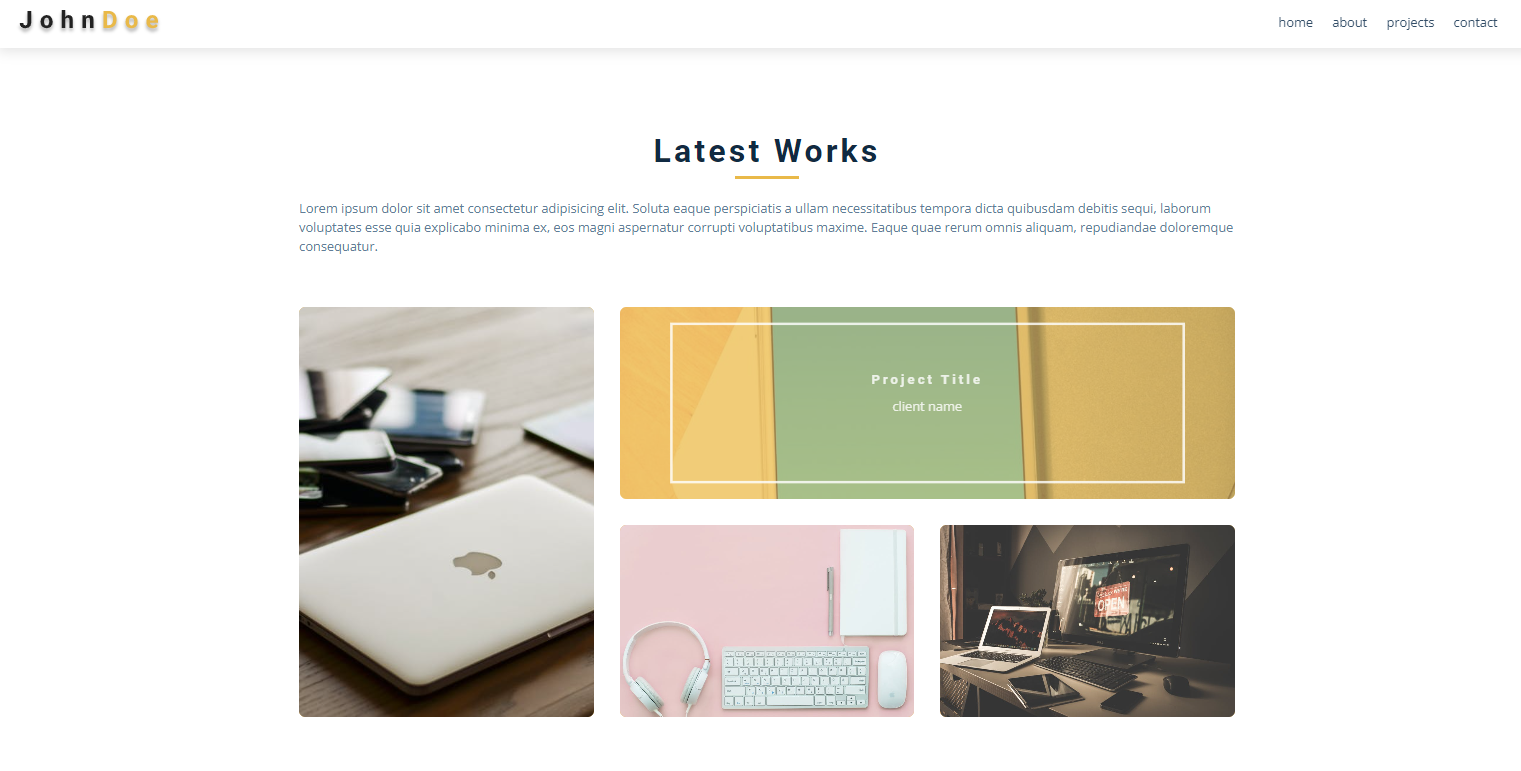 JohnDoe
home about projects contact
Latest Works
Lorem ipsum dolor sit amet consectetur adipisicing elit. Soluta eaque perspiciatis a ullam necessitatibus tempora dicta quibusdam debitis sequi, laborum
voluptates esse quia explicabo minima ex, eos magni aspernatur corrupti voluptatibus maxime. Eaque quae rerum omnis aliquam, repudiandae doloremque
consequatur.
Project Title
client name
OPEN